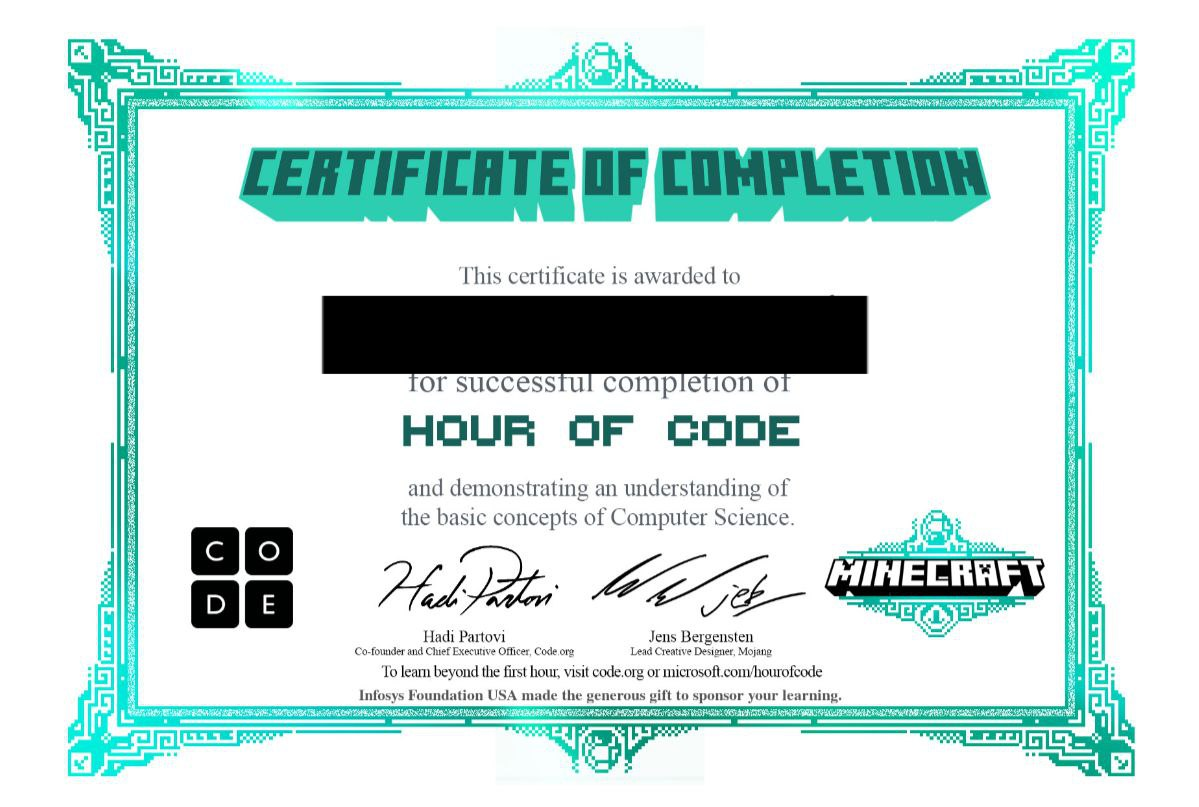 CERTIFICATE OF COMPLETION
This certificate is awarded to
for successful completion of
HOUR OF CODE
and demonstrating an understanding of
the basic concepts of Computer Science.
C O
D E
Hadi Partovi
jeb
MINECRAFT
Hadi Partovi
Jens Bergensten
Co-founder and Chief Executive Officer, Code.org
Lead Creative Designer, Mojang
To learn beyond the first hour, visit code.org or microsoft.com/hourofcode
Infosys Foundation USA made the generous gift to sponsor your learning.